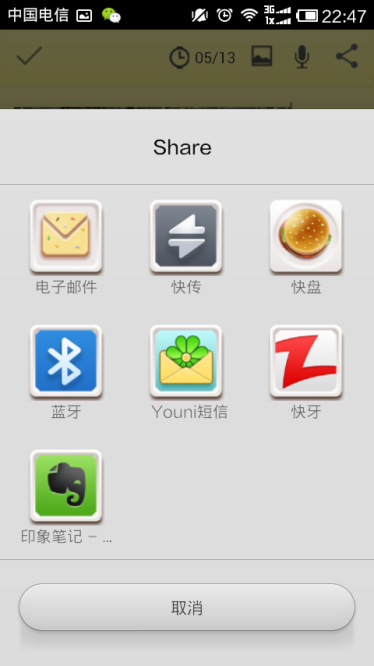 中国电信 3G 1X 22:47
05/13
Share
电子邮件 快传 快盘
蓝牙 Youni短信 快牙
印象笔记 – ...
取消